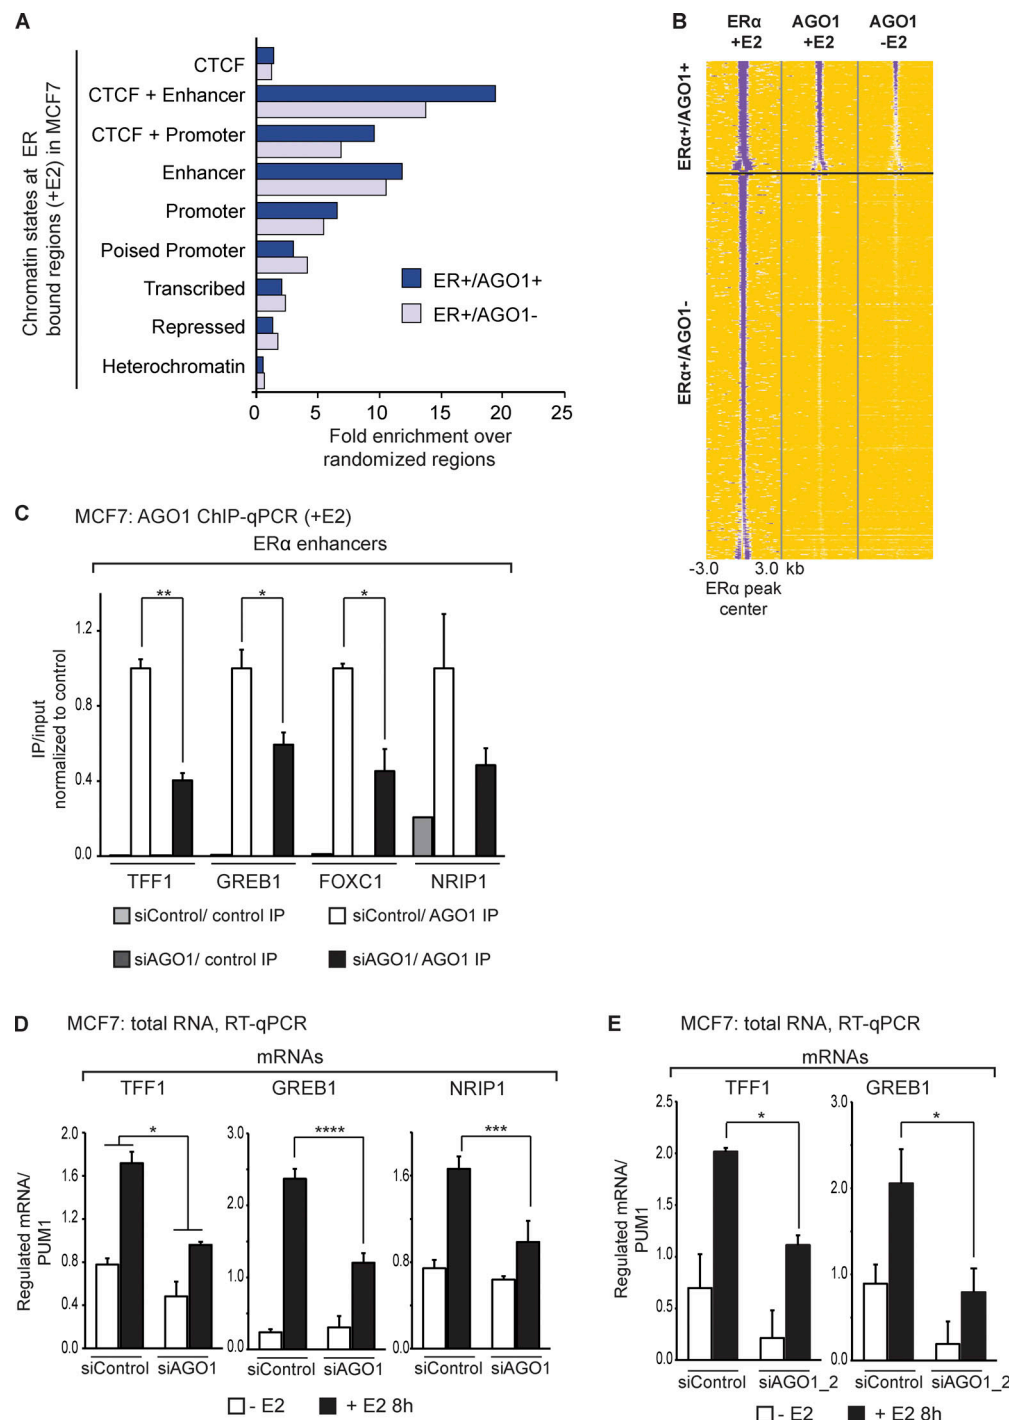 A
Chromatin states at ER
bound regions (+E2) in MCF7
CTCF
CTCF + Enhancer
CTCF + Promoter
Enhancer
Promoter
Poised Promoter
Transcribed
Repressed
Heterochromatin
ER+/AGO1+
ER+/AGO1-
0 5 10 15 20 25
Fold enrichment over
randomized regions
B
ERα AGO1 AGO1
+E2 +E2 -E2
ERα+/AGO1+
ERα+/AGO1-
-3.0 3.0 kb
ERα peak
center
C MCF7: AGO1 ChIP-qPCR (+E2)
ERα enhancers
IP/input
normalized to control
1.2
0.8
0.4
0.0
** * *
TFF1 GREB1 FOXC1 NRIP1
siControl/ control IP siControl/ AGO1 IP
siAGO1/ control IP siAGO1/ AGO1 IP
D MCF7: total RNA, RT-qPCR
mRNAs
TFF1 GREB1 NRIP1
Regulated mRNA/
PUM1
2.0
1.6
1.2
0.8
0.4
0.0
*
3.0
2.0
1.0
0.0
****
1.6
0.8
0.0
***
siControl siAGO1 siControl siAGO1 siControl siAGO1
- E2 + E2 8h
E MCF7: total RNA, RT-qPCR
mRNAs
TFF1 GREB1
Regulated mRNA/
PUM1
2.5
2.0
1.5
1.0
0.5
0.0
*
3.0
2.0
1.0
0.0
*
siControl siAGO1_2 siControl siAGO1_2
- E2 + E2 8h